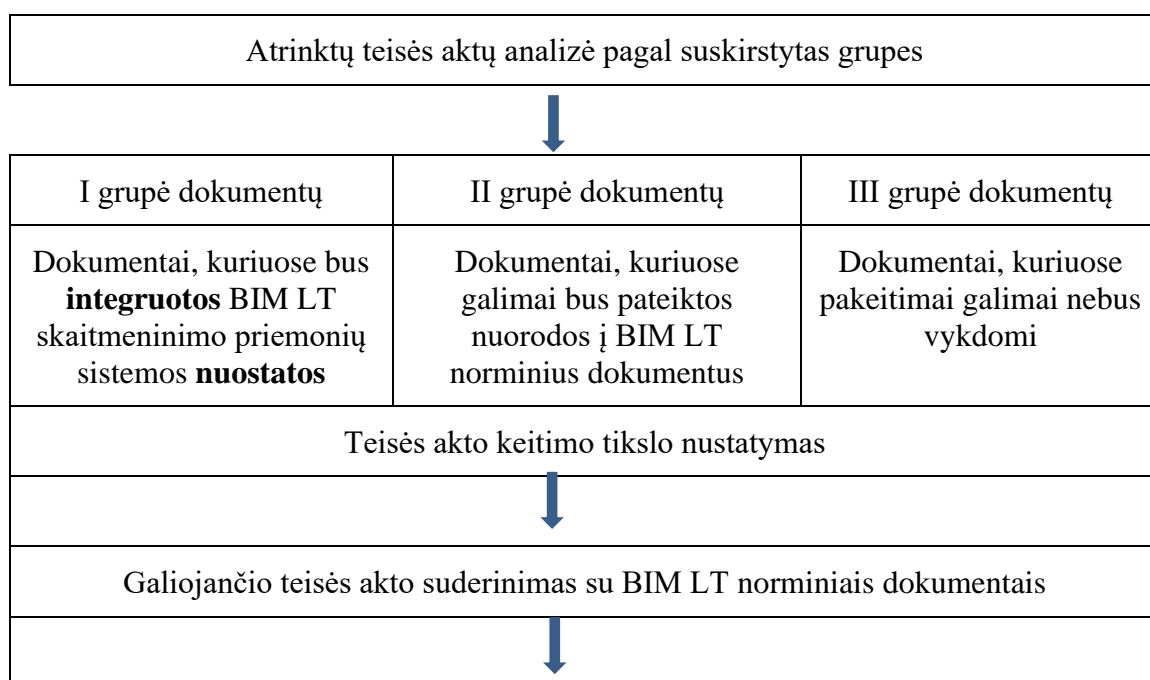 Atrinktų teisės aktų analizė pagal suskirstytas grupes
I grupė dokumentų
II grupė dokumentų
III grupė dokumentų
Dokumentai, kuriuose bus
integruotos BIM LT
skaitmeninimo priemonių
sistemos nuostatos
Dokumentai, kuriuose
galimai bus pateiktos
nuorodos į BIM LT
norminius dokumentus
Dokumentai, kuriuose
pakeitimai galimai nebus
vykdomi
Teisės akto keitimo tikslo nustatymas
Galiojančio teisės akto suderinimas su BIM LT norminiais dokumentais